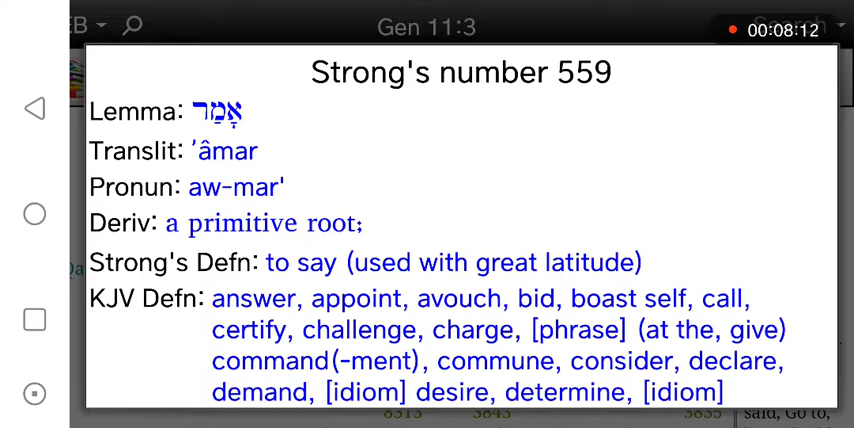 EB
Gen 11:3
00:08:12
Strong's number 559
Lemma: אָמַר
Translit: ʼâmar
Pronun: aw-mar'
Deriv: a primitive root;
Strong's Defn: to say (used with great latitude)
KJV Defn: answer, appoint, avouch, bid, boast self, call,
certify, challenge, charge, [phrase] (at the, give)
command(-ment), commune, consider, declare,
demand, [idiom] desire, determine, [idiom]
said, Go to,